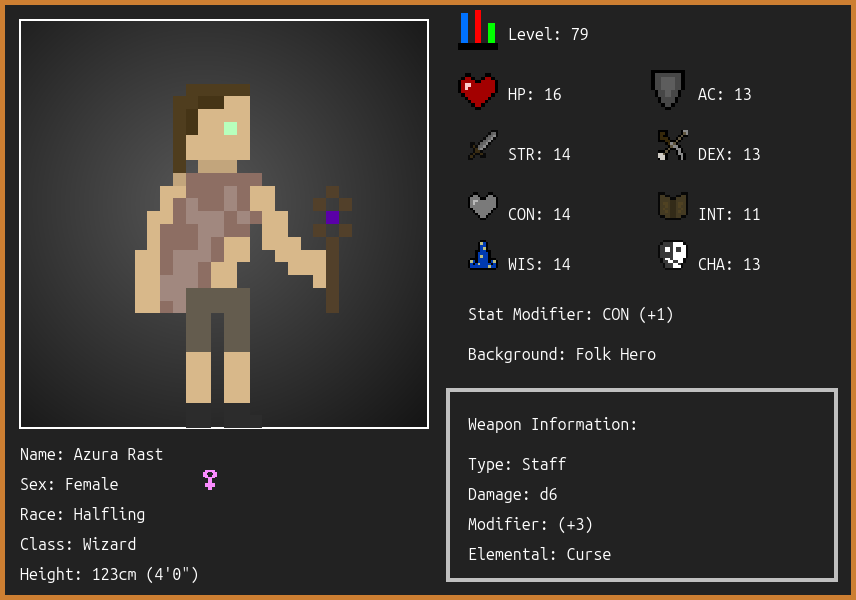 Level: 79
HP: 16
AC: 13
STR: 14
DEX: 13
CON: 14
INT: 11
WIS: 14
CHA: 13
Stat Modifier: CON (+1)
Background: Folk Hero
Weapon Information:
Type: Staff
Damage: d6
Modifier: (+3)
Elemental: Curse
Name: Azura Rast
Sex: Female
Race: Halfling
Class: Wizard
Height: 123cm (4'0")